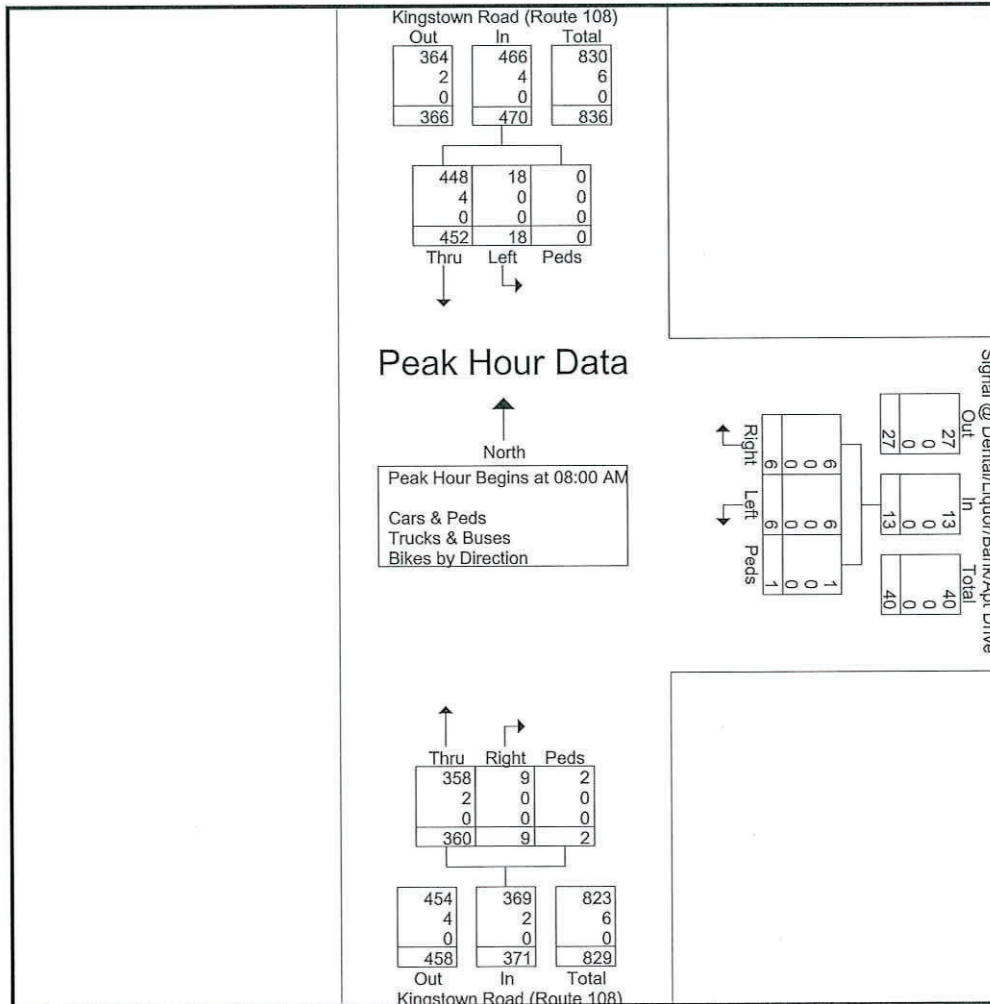 Kingstown Road (Route 108)
Out In Total
364 466 830
2 4 6
0 0 0
366 470 836
448 18 0
4 0 0
0 0 0
452 18 0
Thru Left Peds
Peak Hour Data
North
Peak Hour Begins at 08:00 AM
Cars & Peds
Trucks & Buses
Bikes by Direction
Signal @ Dental/Liquor/Bank/Apt Drive
Out In Total
27 13 40
0 0 0
0 0 0
27 13 40
6 6 1
0 0 0
0 0 0
6 6 1
Right Left Peds
Thru Right Peds
358 9 2
2 0 0
0 0 0
360 9 2
454 369 823
4 2 6
0 0 0
458 371 829
Out In Total
Kingstown Road (Route 108)